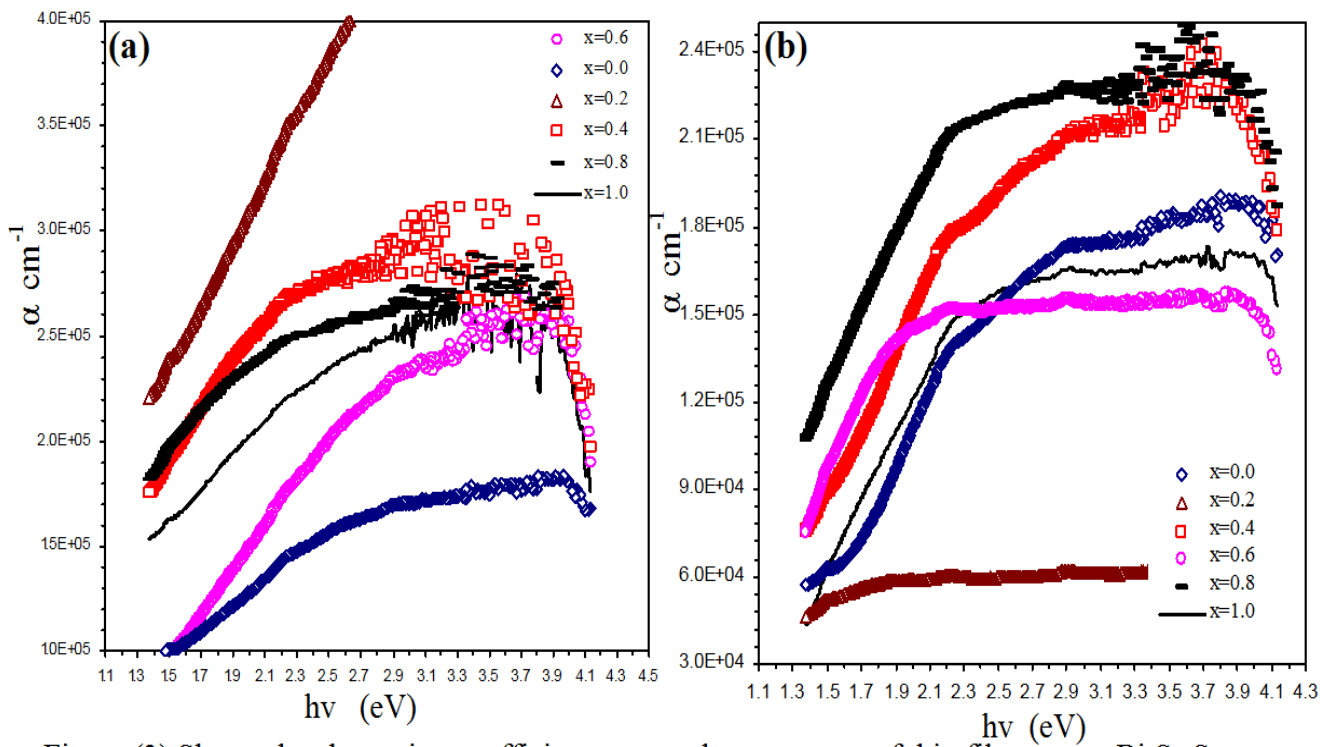 (a)
4.0E+05
3.5E+05
3.0E+05
2.5E+05
2.0E+05
15E+05
10E+05
α cm-1
x=0.6
x=0.0
x=0.2
x=0.4
x=0.8
x=1.0
11 13 15 17 19 2.1 2.3 2.5 2.7 2.9 3.1 3.3 3.5 3.7 3.9 4.1 4.3 4.5
hν (eV)
(b)
2.4E+05
2.1E+05
1.8E+05
1.5E+05
1.2E+05
9.0E+04
6.0E+04
3.0E+04
α cm-1
x=0.0
x=0.2
x=0.4
x=0.6
x=0.8
x=1.0
1.1 1.3 1.5 1.7 1.9 2.1 2.3 2.5 2.7 2.9 3.1 3.3 3.5 3.7 3.9 4.1 4.3
hν (eV)